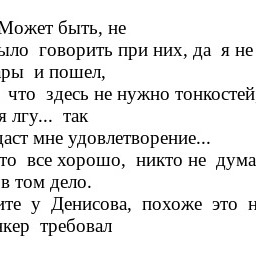 Может быть, не
ыло говорить при них, да я не
ры и пошел,
что здесь не нужно тонкостей
я лгу... так
даст мне удовлетворение...
то все хорошо, никто не дума
в том дело.
ите у Денисова, похоже это н
нкер требовал